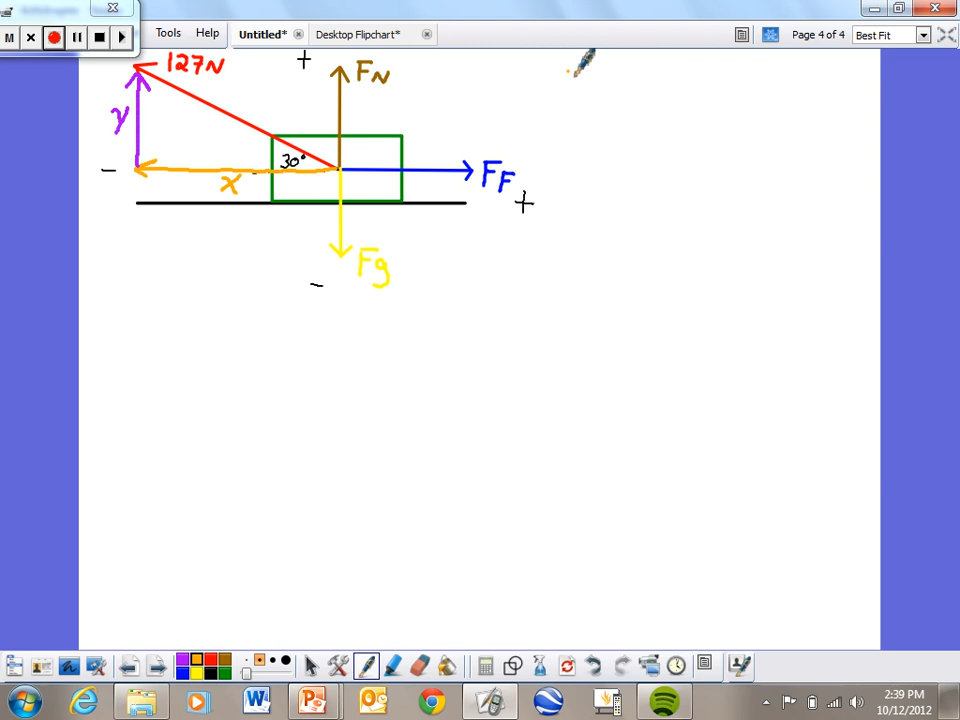 Tools Help Untitled* Desktop Flipchart* Page 4 of 4 Best Fit
M
127N
+
FN
y
30°
-
x
FF
+
Fg
-
2:39 PM
10/12/2012